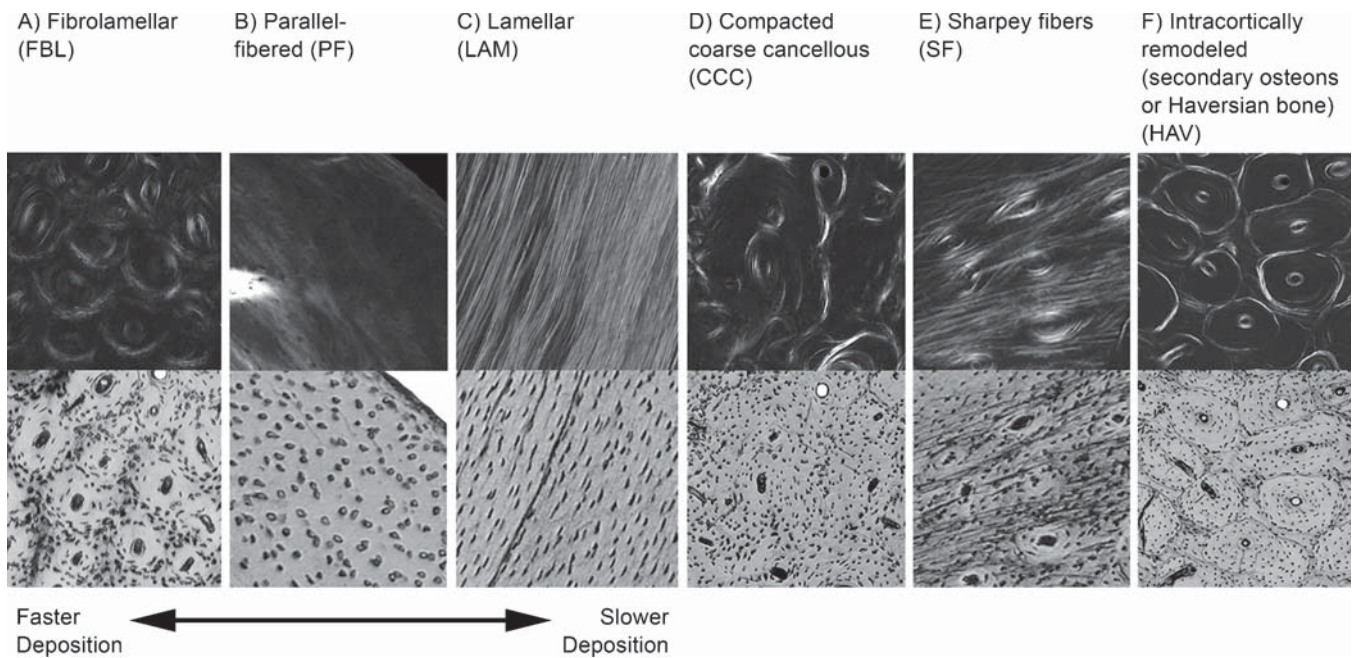 A) Fibrolamellar
(FBL)
B) Parallel-
fibered (PF)
C) Lamellar
(LAM)
D) Compacted
coarse cancellous
(CCC)
E) Sharpey fibers
(SF)
F) Intracortically
remodeled
(secondary osteons
or Haversian bone)
(HAV)
Faster
Deposition
Slower
Deposition